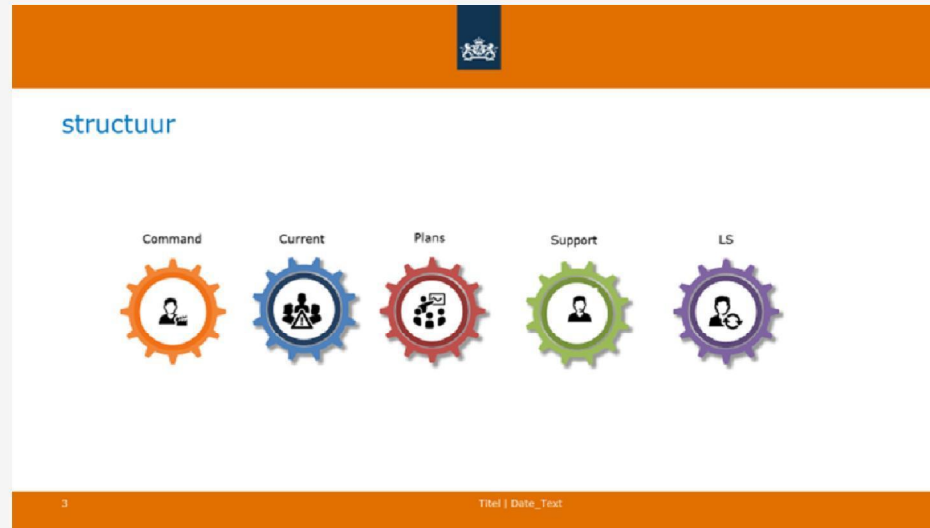 structuur
Command
Current
Plans
Support
LS
3
Titel | Date_Text